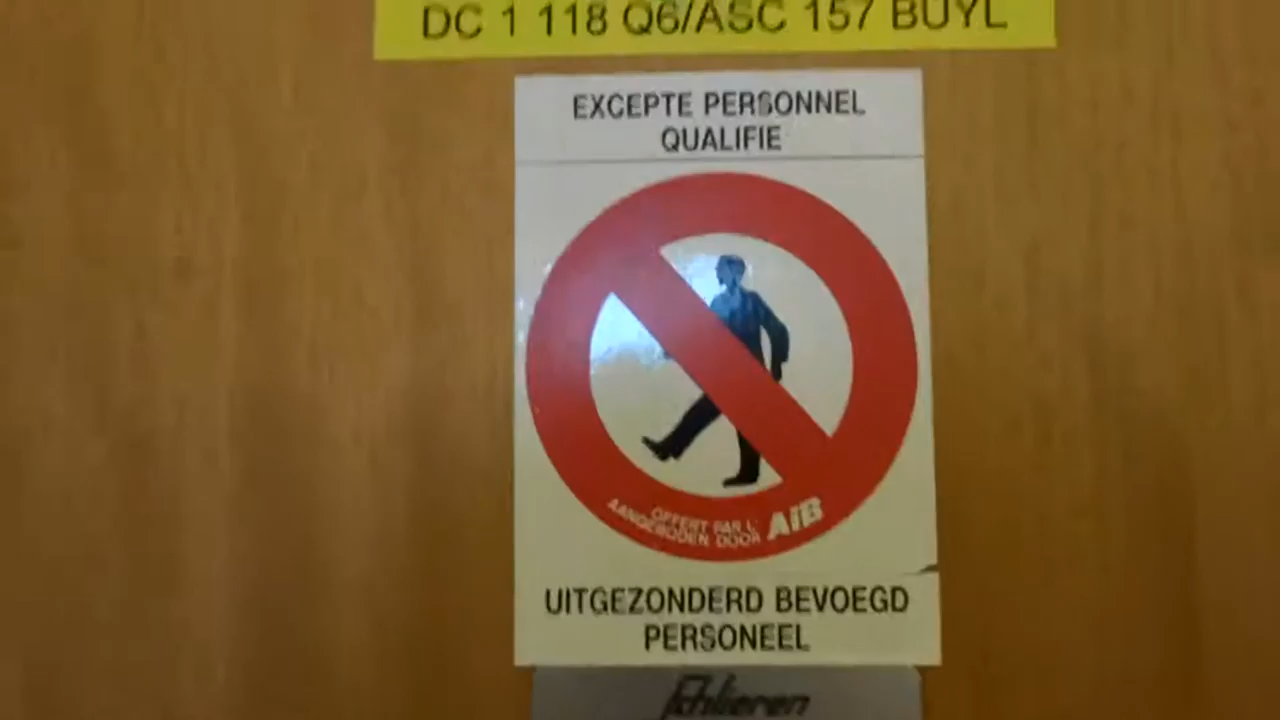 DC 1 118 Q6/ASC 157 BUYL
EXCEPTE PERSONNEL
QUALIFIE
OFFERT PAR L'
AANGEBODEN DOOR
AIB
UITGEZONDERD BEVOEGD
PERSONEEL
Schlieren